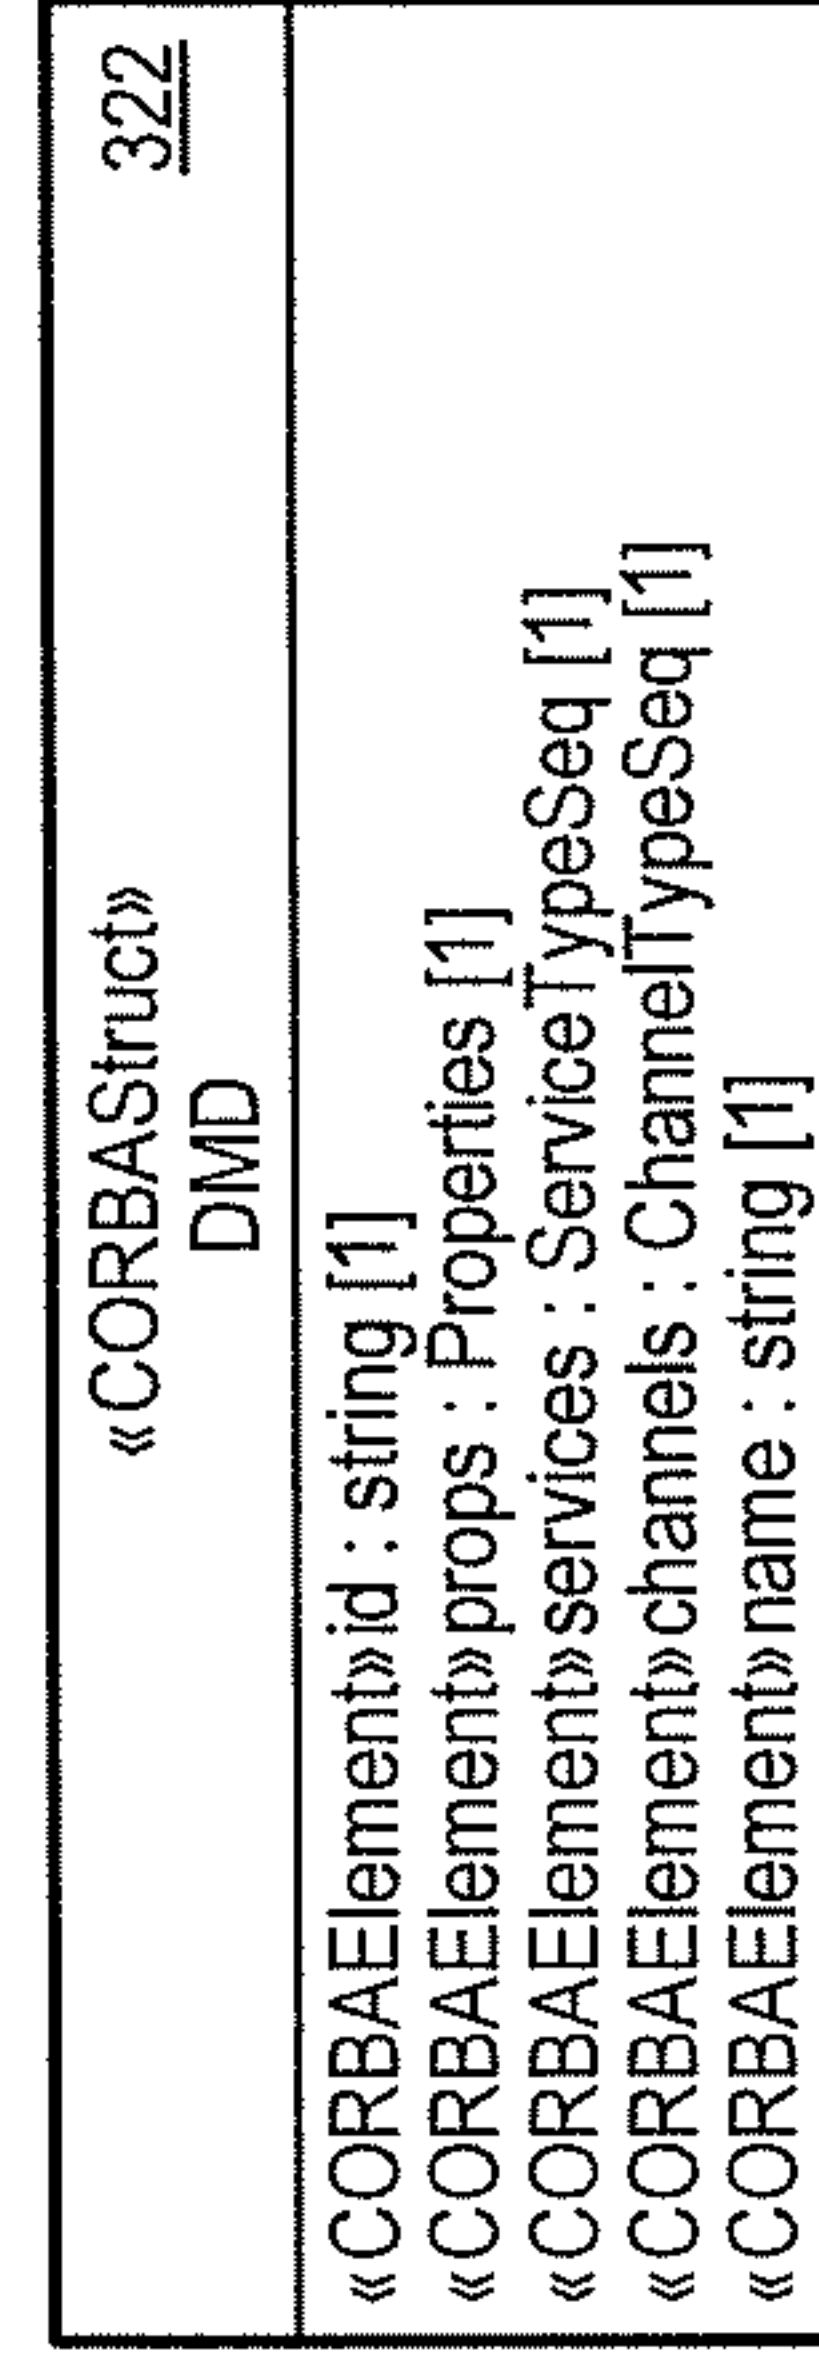 «CORBAStruct» 322
DMD
«CORBAElement» id : string [1]
«CORBAElement» props : Properties [1]
«CORBAElement» services : ServiceTypeSeq [1]
«CORBAElement» channels : ChannelTypeSeq [1]
«CORBAElement» name : string [1]